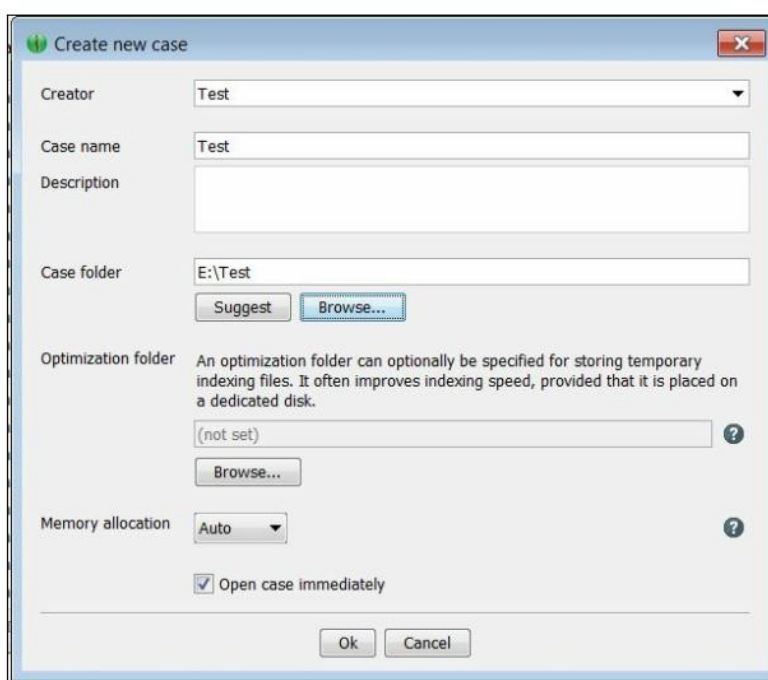 Create new case
Creator
Test
Case name
Test
Description
Case folder
E:\Test
Suggest
Browse...
Optimization folder
An optimization folder can optionally be specified for storing temporary
indexing files. It often improves indexing speed, provided that it is placed on
a dedicated disk.
(not set)
?
Browse...
Memory allocation
Auto
?
Open case immediately
Ok
Cancel